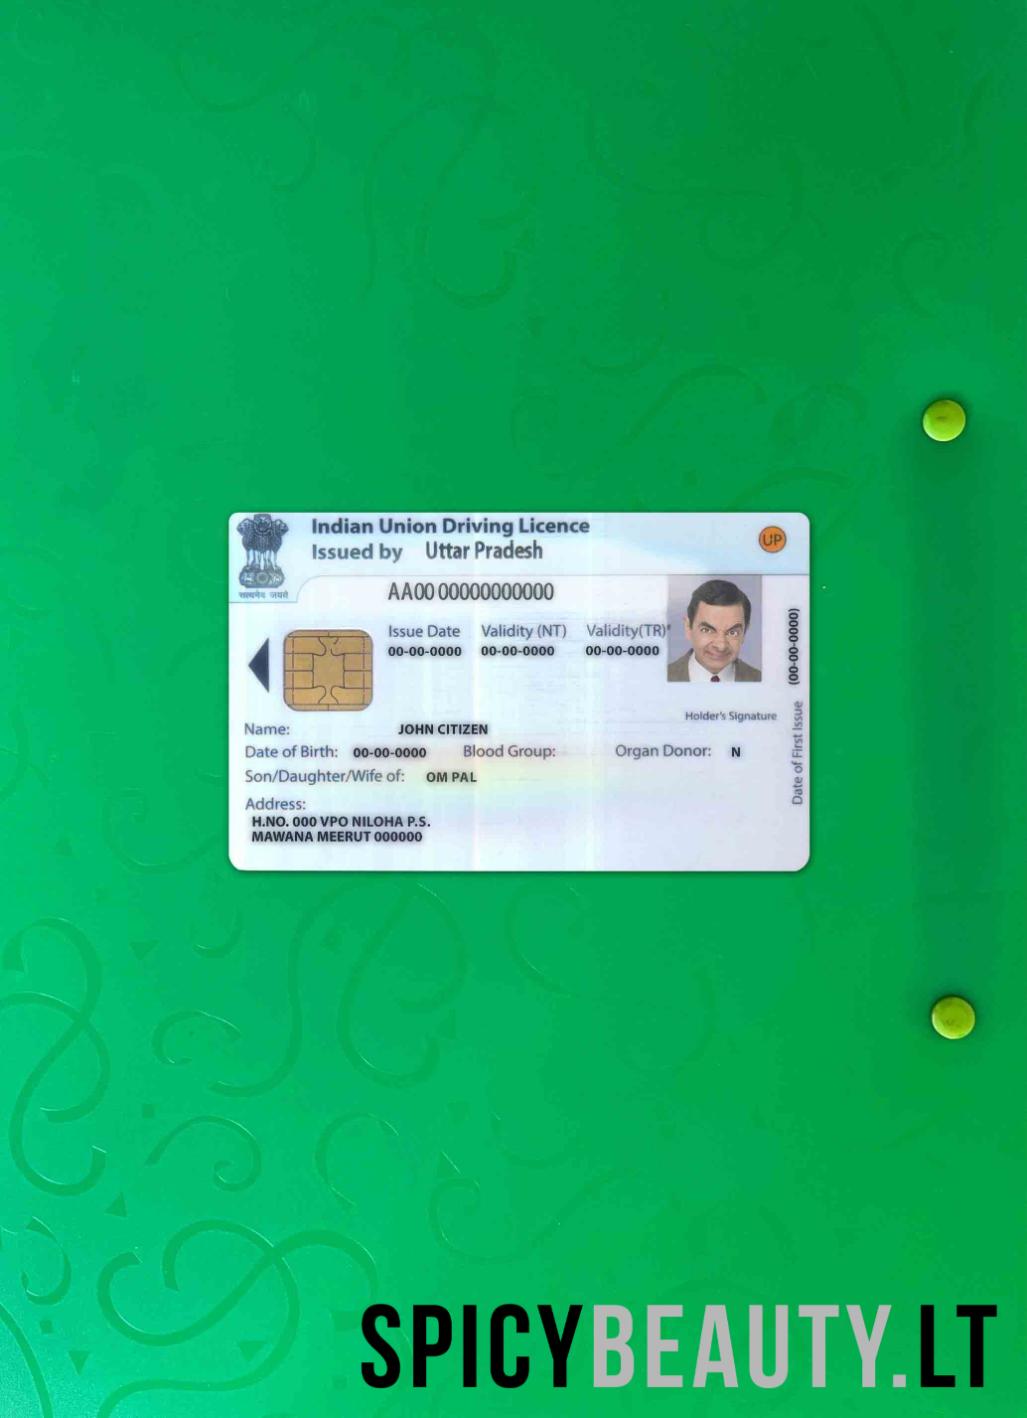 Indian Union Driving Licence
Issued by Uttar Pradesh
UP
सत्यमेव जयते
AA00 00000000000
Issue Date Validity (NT) Validity(TR)*
00-00-0000 00-00-0000 00-00-0000
Holder's Signature
Date of First Issue (00-00-0000)
Name: JOHN CITIZEN
Date of Birth: 00-00-0000 Blood Group: Organ Donor: N
Son/Daughter/Wife of: OM PAL
Address:
H.NO. 000 VPO NILOHA P.S.
MAWANA MEERUT 000000
SPICYBEAUTY.LT